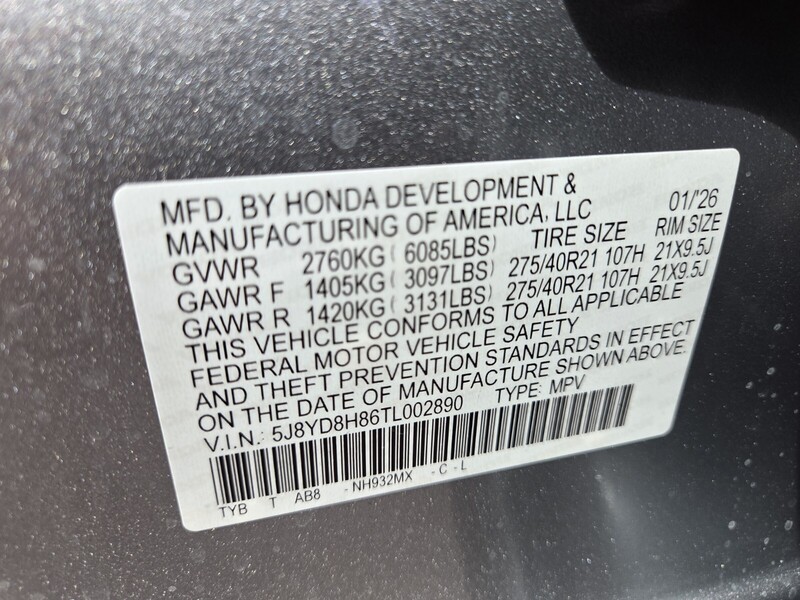 MFD. BY HONDA DEVELOPMENT &
MANUFACTURING OF AMERICA, LLC 01/'26
GVWR 2760KG ( 6085LBS) TIRE SIZE RIM SIZE
GAWR F 1405KG ( 3097LBS) 275/40R21 107H 21X9.5J
GAWR R 1420KG ( 3131LBS) 275/40R21 107H 21X9.5J
THIS VEHICLE CONFORMS TO ALL APPLICABLE
FEDERAL MOTOR VEHICLE SAFETY
AND THEFT PREVENTION STANDARDS IN EFFECT
ON THE DATE OF MANUFACTURE SHOWN ABOVE.
V.I.N.: 5J8YD8H86TL002890 TYPE: MPV
TYB T AB8 -NH932MX -C-L